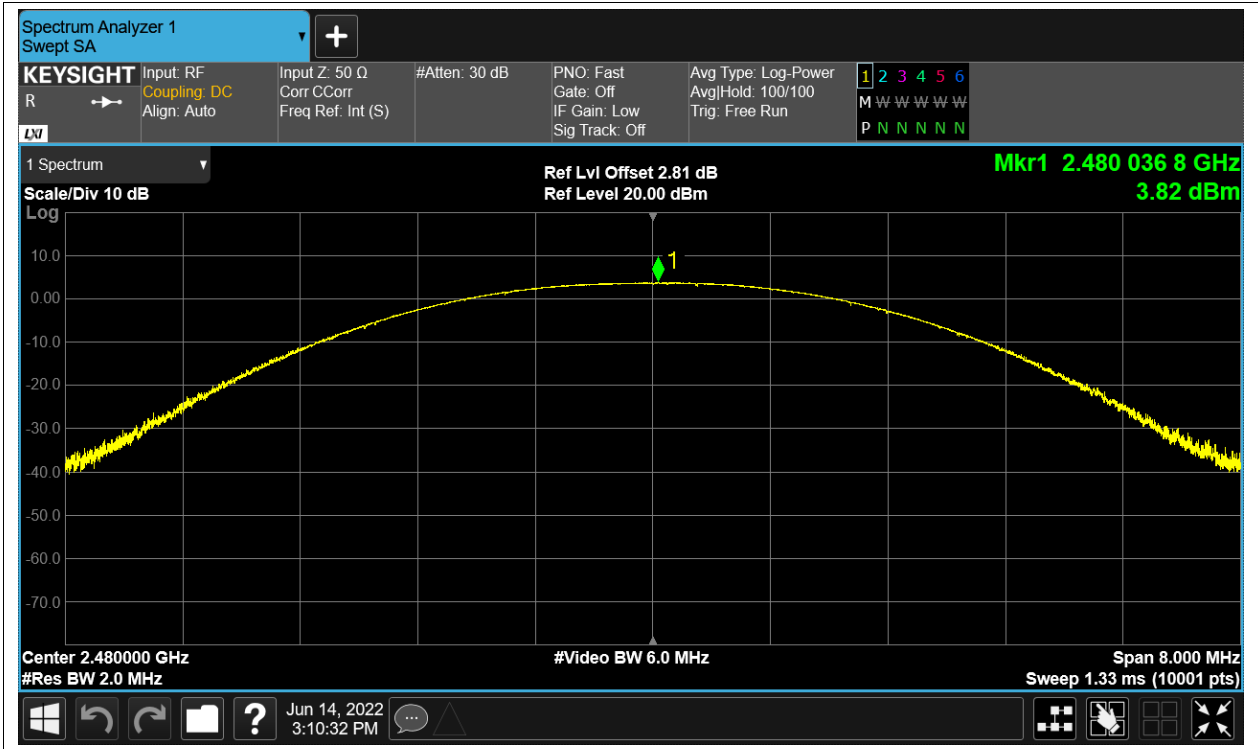 Spectrum Analyzer 1
Swept SA
KEYSIGHT
R
LXI
Input: RF
Coupling: DC
Align: Auto
Input Z: 50 Ω
Corr CCorr
Freq Ref: Int (S)
#Atten: 30 dB
PNO: Fast
Gate: Off
IF Gain: Low
Sig Track: Off
Avg Type: Log-Power
Avg|Hold: 100/100
Trig: Free Run
1 2 3 4 5 6
M W W W W W
P N N N N N
1 Spectrum
Scale/Div 10 dB
Log
Ref Lvl Offset 2.81 dB
Ref Level 20.00 dBm
Mkr1 2.480 036 8 GHz
3.82 dBm
1
10.0
0.00
-10.0
-20.0
-30.0
-40.0
-50.0
-60.0
-70.0
Center 2.480000 GHz
#Res BW 2.0 MHz
#Video BW 6.0 MHz
Span 8.000 MHz
Sweep 1.33 ms (10001 pts)
?
Jun 14, 2022
3:10:32 PM